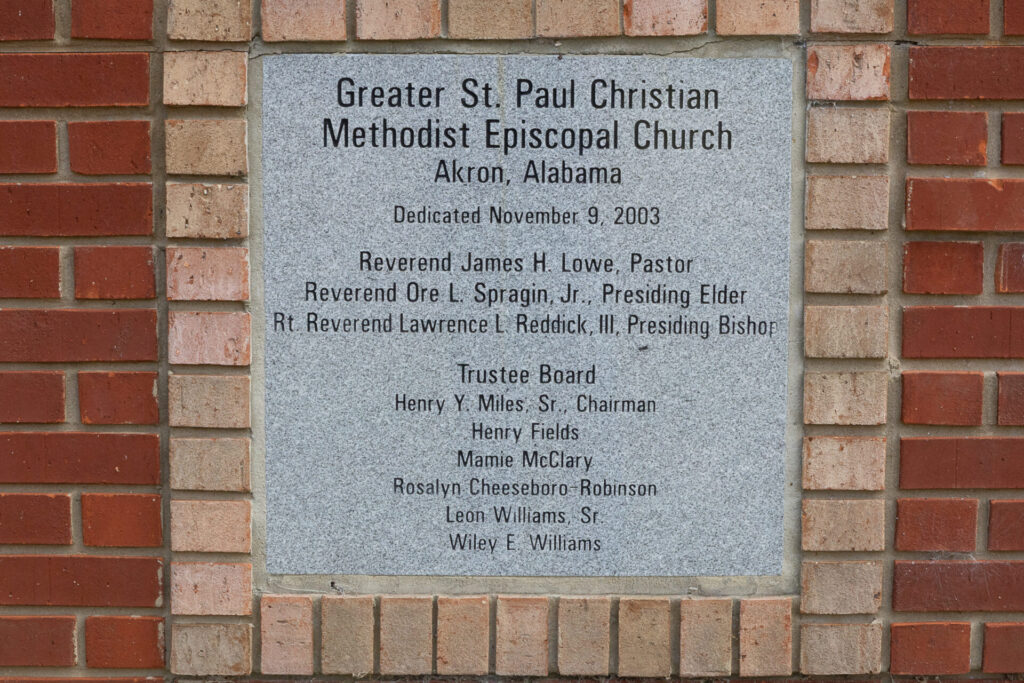 Greater St. Paul Christian
Methodist Episcopal Church
Akron, Alabama
Dedicated November 9, 2003
Reverend James H. Lowe, Pastor
Reverend Ore L. Spragin, Jr., Presiding Elder
Rt. Reverend Lawrence L. Reddick, III, Presiding Bishop
Trustee Board
Henry Y. Miles, Sr., Chairman
Henry Fields
Mamie McClary
Rosalyn Cheeseboro-Robinson
Leon Williams, Sr.
Wiley E. Williams